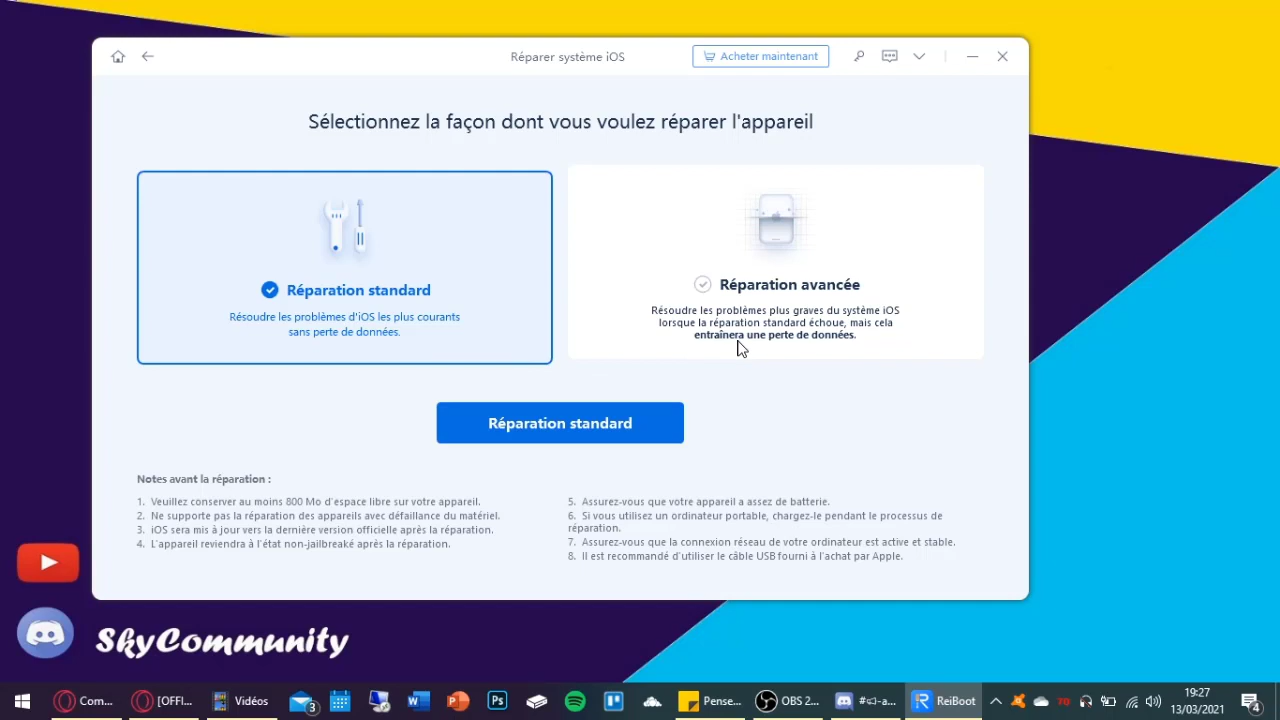 Réparer système iOS
Acheter maintenant
Sélectionnez la façon dont vous voulez réparer l'appareil
Réparation standard
Résoudre les problèmes d'iOS les plus courants
sans perte de données.
Réparation avancée
Résoudre les problèmes plus graves du système iOS
lorsque la réparation standard échoue, mais cela
entraînera une perte de données.
Réparation standard
Notes avant la réparation :
1. Veuillez conserver au moins 800 Mo d'espace libre sur votre appareil.
2. Ne supporte pas la réparation des appareils avec défaillance du matériel.
3. iOS sera mis à jour vers la dernière version officielle après la réparation.
4. L'appareil reviendra à l'état non-jailbreaké après la réparation.
5. Assurez-vous que votre appareil a assez de batterie.
6. Si vous utilisez un ordinateur portable, chargez-le pendant le processus de
réparation.
7. Assurez-vous que la connexion réseau de votre ordinateur est active et stable.
8. Il est recommandé d'utiliser le câble USB fourni à l'achat par Apple.
SkyCommunity
Com...
[OFFI...
Vidéos
3
Ps
Pense...
OBS 2...
#📢-a...
ReiBoot
19:27
13/03/2021
4